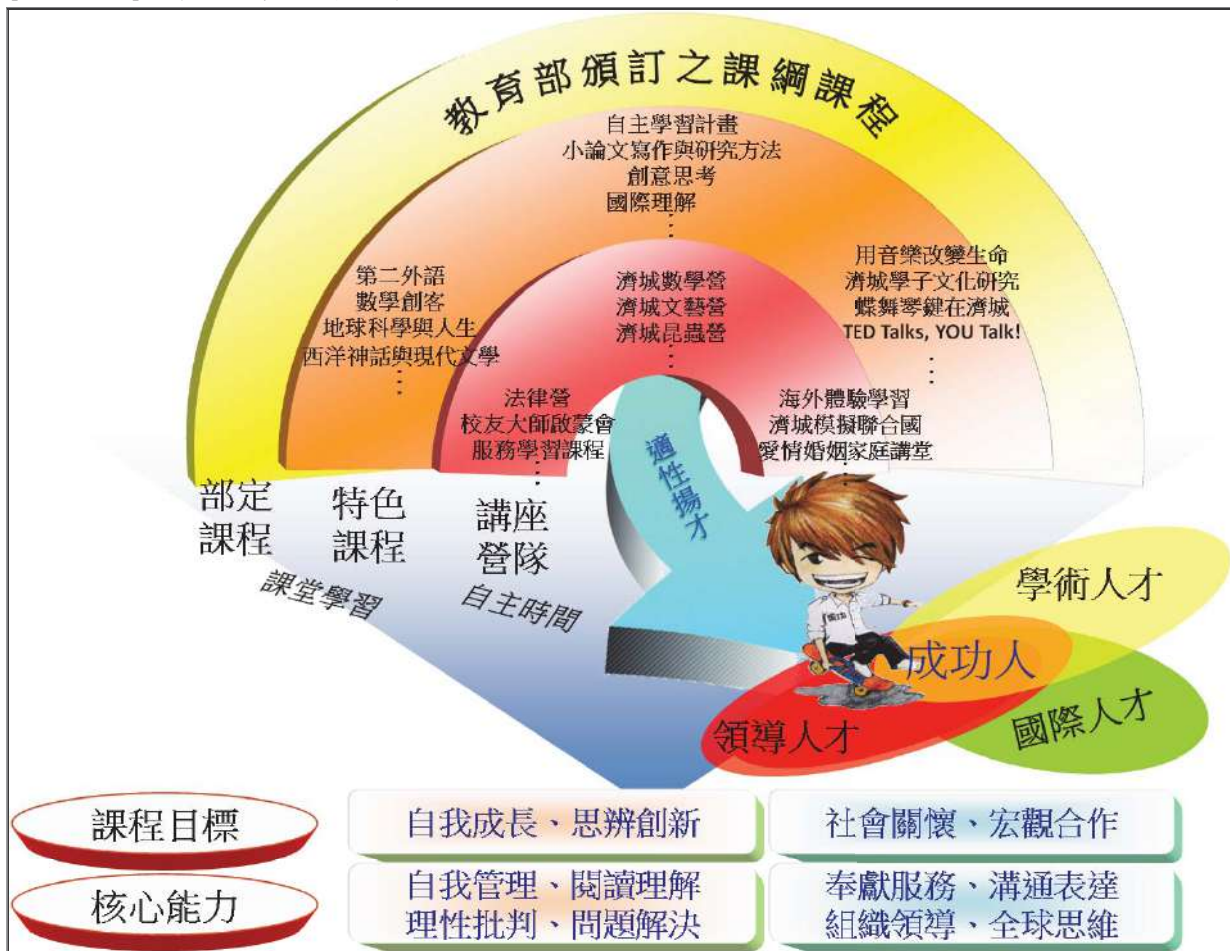 教育部頒訂之課綱課程
自主學習計畫
小論文寫作與研究方法
創意思考
國際理解
⋮
第二外語
數學創客
地球科學與人生
西洋神話與現代文學
⋮
濟城數學營
濟城文藝營
濟城昆蟲營
⋮
用音樂改變生命
濟城學子文化研究
蝶舞琴鍵在濟城
TED Talks, YOU Talk!
⋮
法律營
校友大師啟蒙會
服務學習課程
⋮
海外體驗學習
濟城模擬聯合國
愛情婚姻家庭講堂
⋮
適性揚才
部定
課程
特色
課程
講座
營隊
課堂學習
自主時間
學術人才
成功人
領導人才
國際人才
課程目標
自我成長、思辨創新
社會關懷、宏觀合作
核心能力
自我管理、閱讀理解
理性批判、問題解決
奉獻服務、溝通表達
組織領導、全球思維